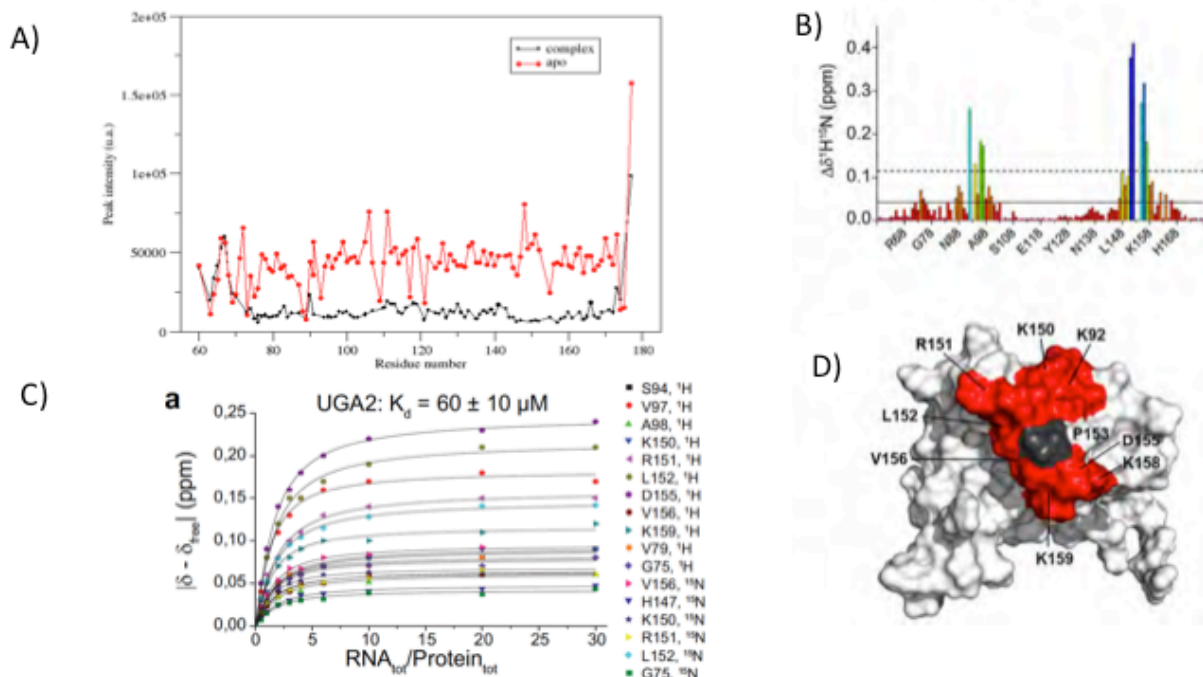 A)
2e+05
1.5e+05
1e+05
50000
0
Peak intensity (u.a.)
complex
apo
60
80
100
120
140
160
180
Residue number
B)
0.4
0.3
0.2
0.1
0.0
Δδ¹H¹⁵N (ppm)
R68
G78
N88
A98
S108
E118
Y128
N138
L148
K158
H168
C)
a
UGA2: Kd = 60 ± 10 µM
0,25
0,20
0,15
0,10
0,05
0,00
|δ - δfree| (ppm)
0
5
10
15
20
25
30
RNAtot/Proteintot
S94, ¹H
V97, ¹H
A98, ¹H
K150, ¹H
R151, ¹H
L152, ¹H
D155, ¹H
V156, ¹H
K159, ¹H
V79, ¹H
G75, ¹H
V156, ¹⁵N
H147, ¹⁵N
K150, ¹⁵N
R151, ¹⁵N
L152, ¹⁵N
G75, ¹⁵N
D)
K150
K92
R151
L152
P153
D155
V156
K158
K159